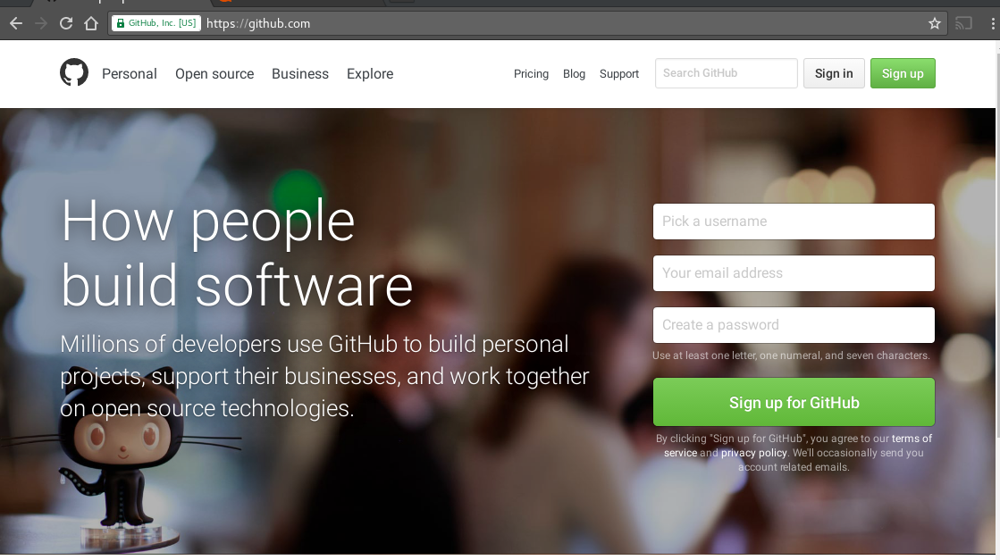 GitHub, Inc. [US] https://github.com
Personal Open source Business Explore Pricing Blog Support Search GitHub Sign in Sign up
How people
build software
Millions of developers use GitHub to build personal
projects, support their businesses, and work together
on open source technologies.
Pick a username
Your email address
Create a password
Use at least one letter, one numeral, and seven characters.
Sign up for GitHub
By clicking "Sign up for GitHub", you agree to our terms of
service and privacy policy. We'll occasionally send you
account related emails.